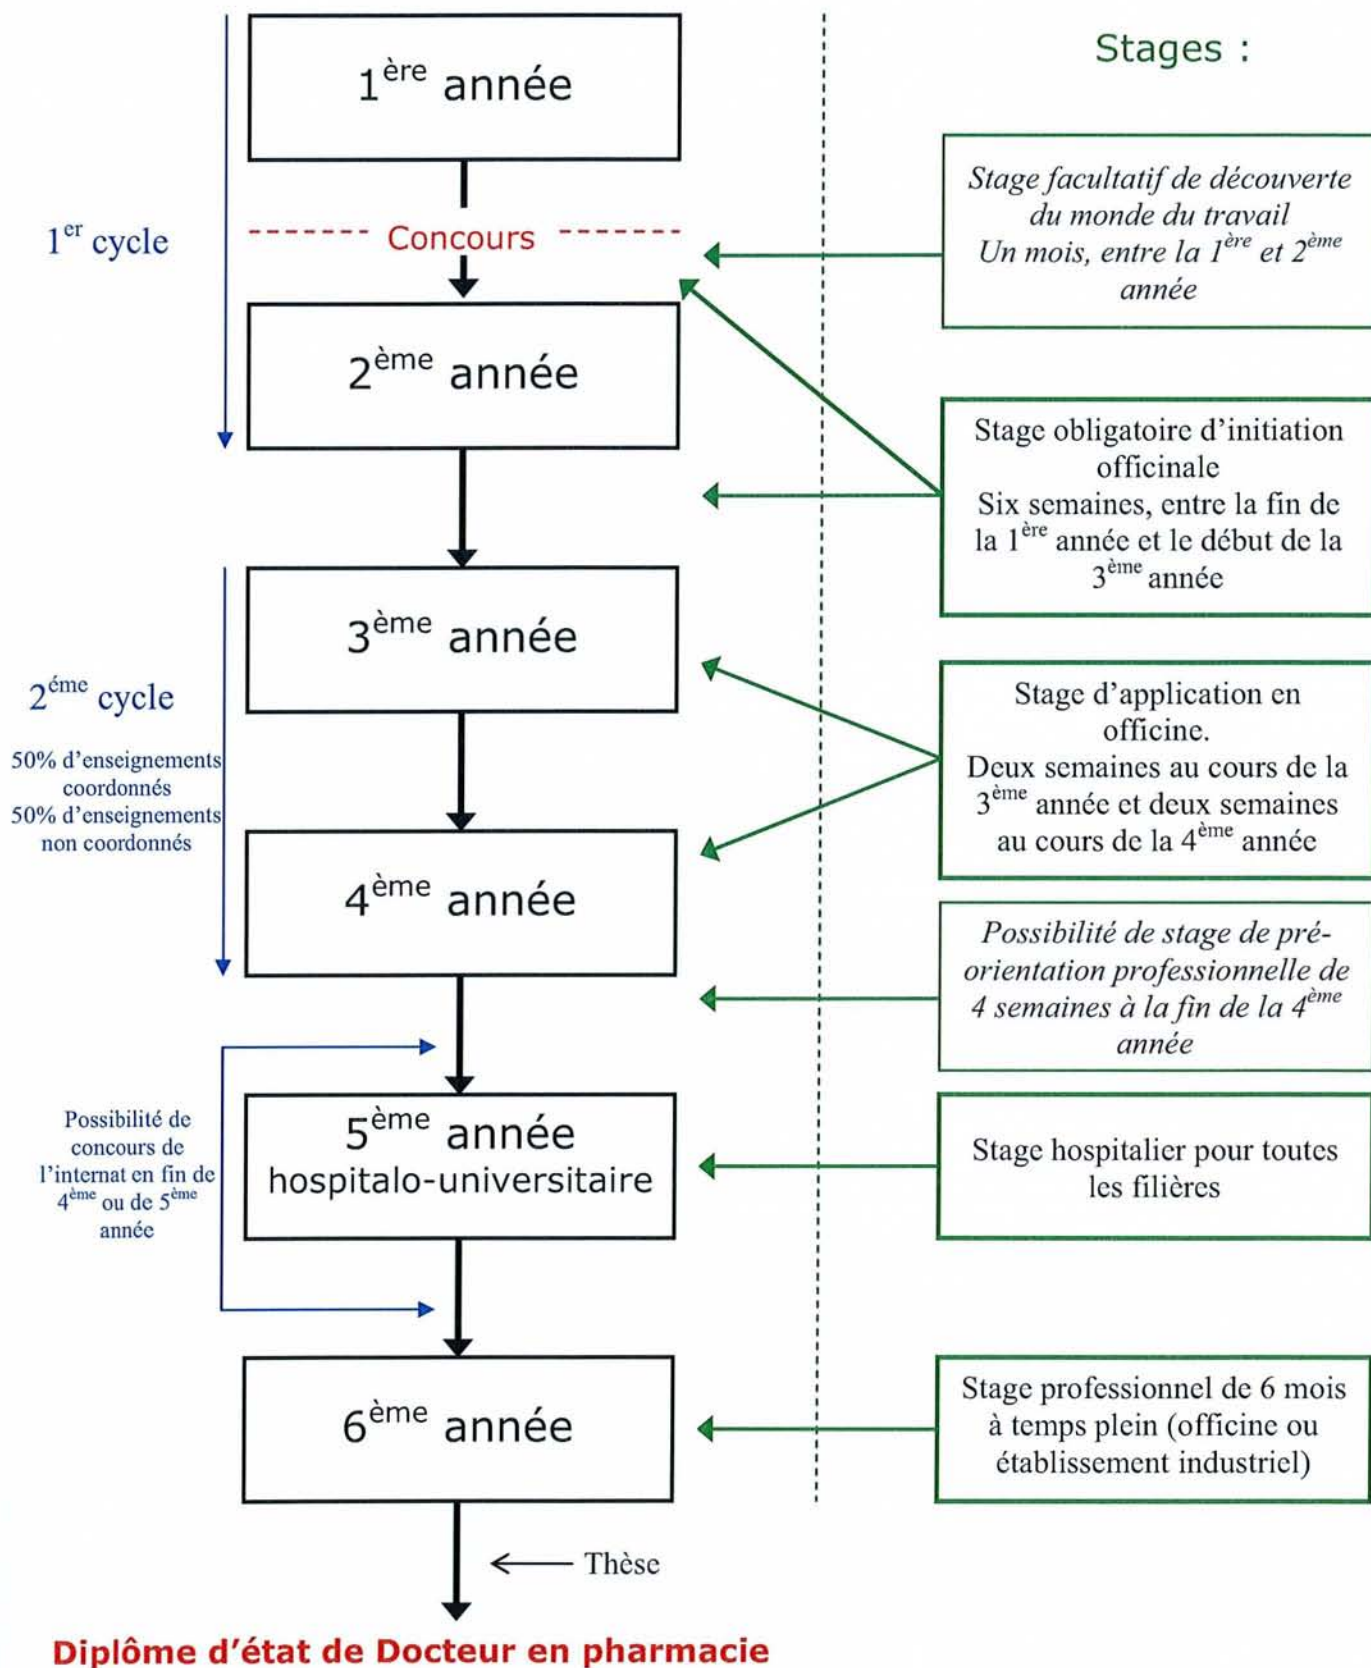 1ère année
Concours
2ème année
3ème année
4ème année
5ème année
hospitalo-universitaire
6ème année
Thèse
Diplôme d'état de Docteur en pharmacie
1er cycle
2éme cycle
50% d'enseignements
coordonnés
50% d'enseignements
non coordonnés
Possibilité de
concours de
l'internat en fin de
4ème ou de 5ème
année
Stages :
Stage facultatif de découverte
du monde du travail
Un mois, entre la 1ère et 2ème
année
Stage obligatoire d'initiation
officinale
Six semaines, entre la fin de
la 1ère année et le début de la
3ème année
Stage d'application en
officine.
Deux semaines au cours de la
3ème année et deux semaines
au cours de la 4ème année
Possibilité de stage de pré-
orientation professionnelle de
4 semaines à la fin de la 4ème
année
Stage hospitalier pour toutes
les filières
Stage professionnel de 6 mois
à temps plein (officine ou
établissement industriel)